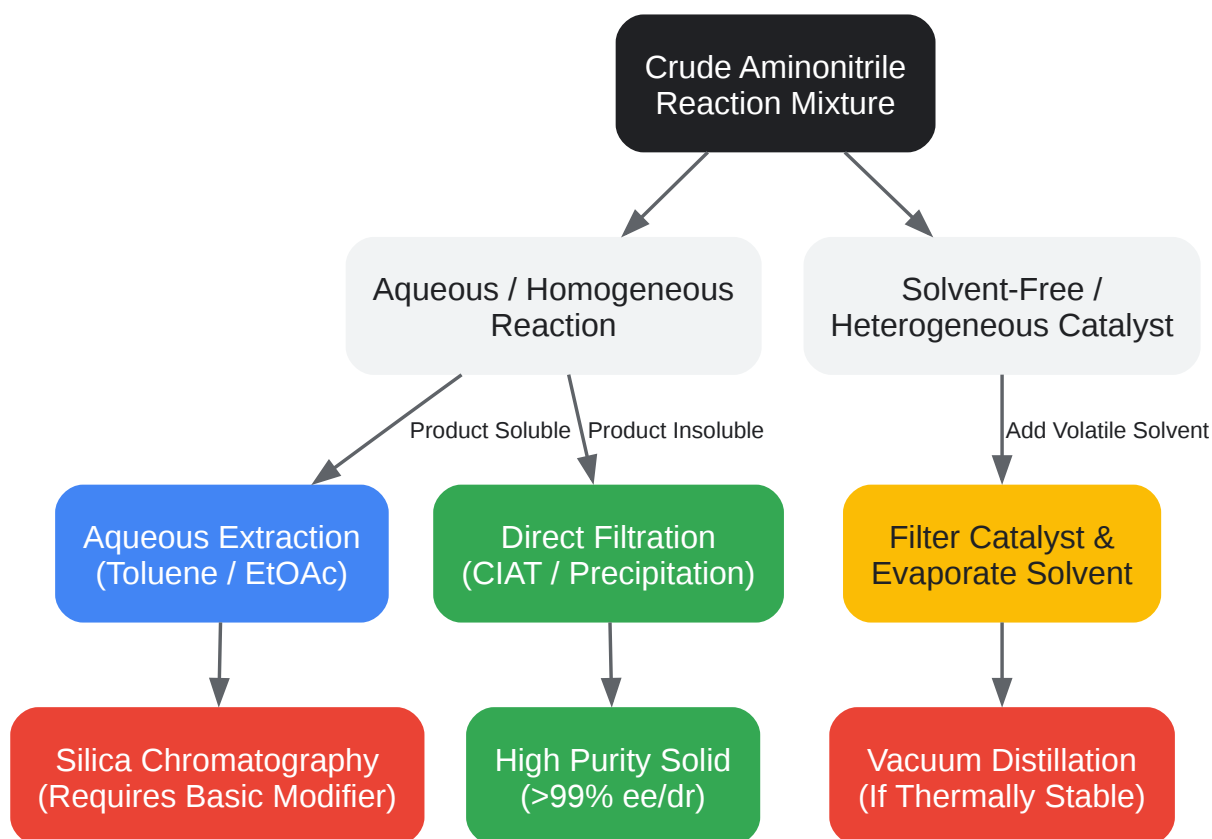 Crude Aminonitrile
Reaction Mixture
Aqueous / Homogeneous
Reaction
Solvent-Free /
Heterogeneous Catalyst
Product Soluble
Product Insoluble
Add Volatile Solvent
Aqueous Extraction
(Toluene / EtOAc)
Direct Filtration
(CIAT / Precipitation)
Filter Catalyst &
Evaporate Solvent
Silica Chromatography
(Requires Basic Modifier)
High Purity Solid
(>99% ee/dr)
Vacuum Distillation
(If Thermally Stable)